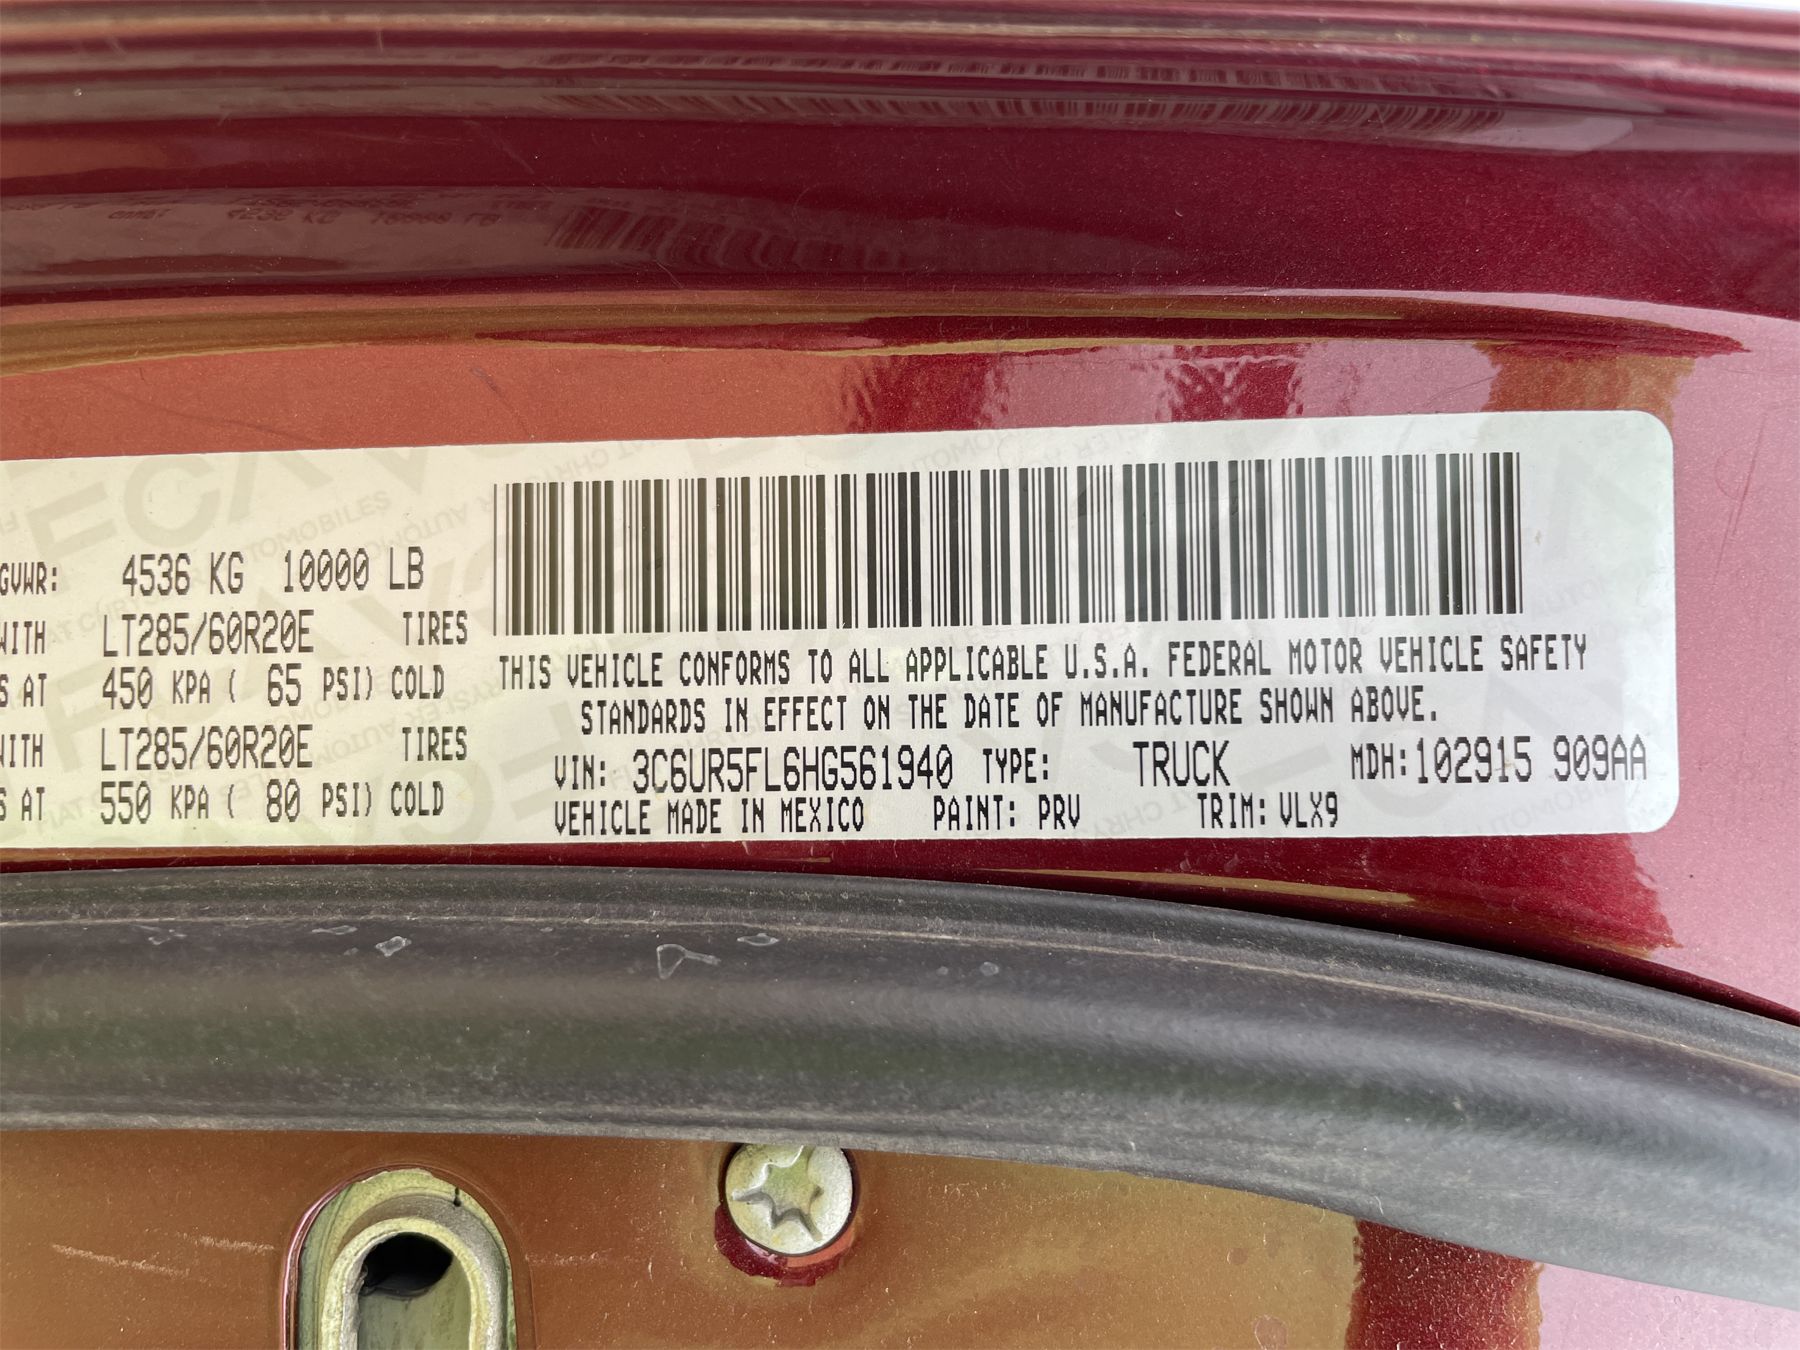 GVWR: 4536 KG 10000 LB
WITH LT285/60R20E TIRES
S AT 450 KPA ( 65 PSI) COLD
WITH LT285/60R20E TIRES
S AT 550 KPA ( 80 PSI) COLD
THIS VEHICLE CONFORMS TO ALL APPLICABLE U.S.A. FEDERAL MOTOR VEHICLE SAFETY
STANDARDS IN EFFECT ON THE DATE OF MANUFACTURE SHOWN ABOVE.
VIN: 3C6UR5FL6HG561940 TYPE: TRUCK MDH: 102915 909AA
VEHICLE MADE IN MEXICO PAINT: PRV TRIM: VLX9